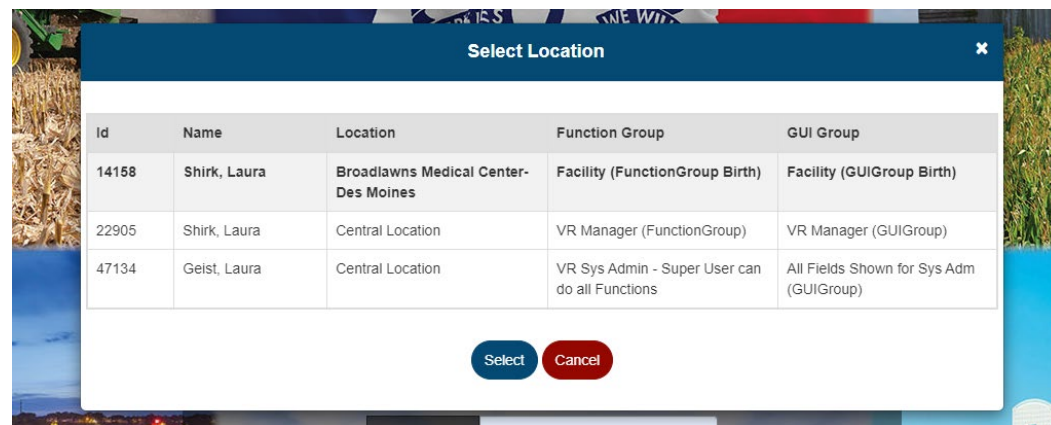 WE WILL
Select Location
Id Name Location Function Group GUI Group
14158 Shirk, Laura Broadlawns Medical Center- Facility (FunctionGroup Birth) Facility (GUIGroup Birth)
Des Moines
22905 Shirk, Laura Central Location VR Manager (FunctionGroup) VR Manager (GUIGroup)
47134 Geist, Laura Central Location VR Sys Admin - Super User can All Fields Shown for Sys Adm
do all Functions (GUIGroup)
Select Cancel